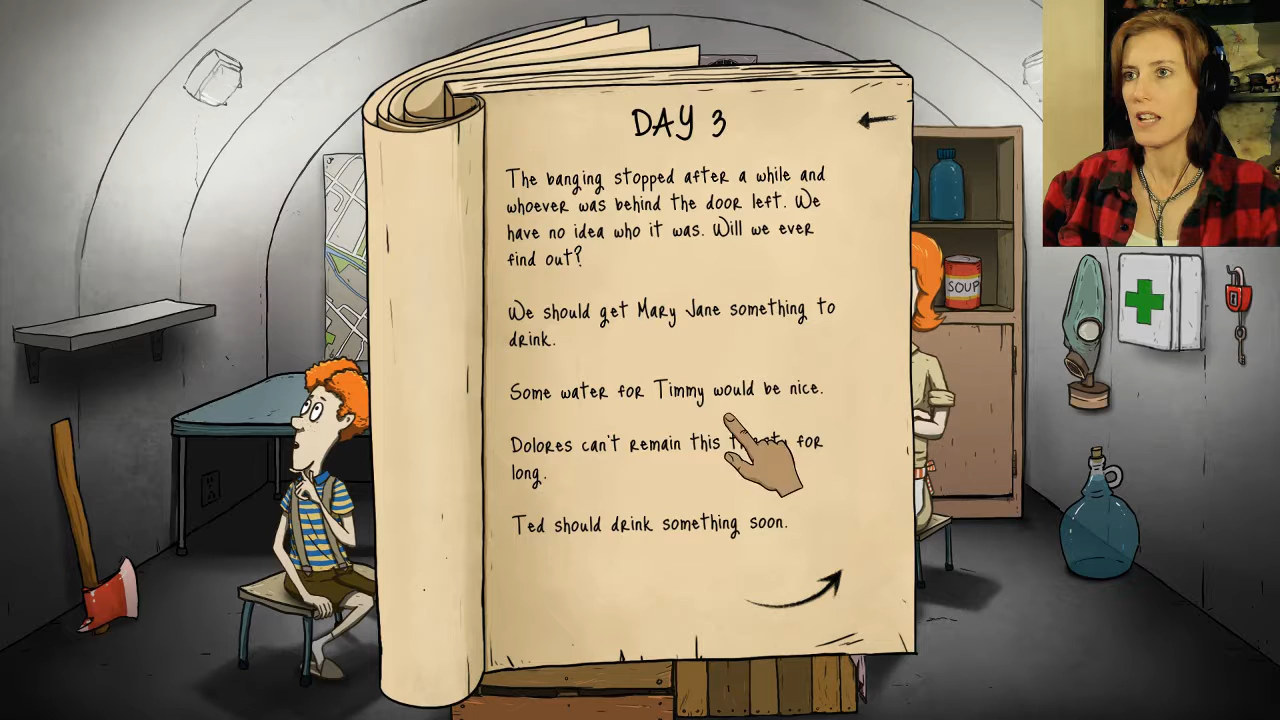 DAY 3
The banging stopped after a while and
whoever was behind the door left. We
have no idea who it was. Will we ever
find out?
We should get Mary Jane something to
drink.
Some water for Timmy would be nice.
Dolores can't remain this for
long.
Ted should drink something soon.
SOUP